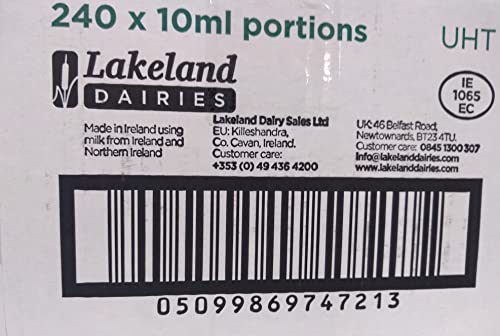 240 x 10ml portions
UHT
Lakeland
DAIRIES
IE
1065
EC
Made in Ireland using
milk from Ireland and
Northern Ireland
Lakeland Dairy Sales Ltd
EU: Killeshandra,
Co. Cavan, Ireland.
Customer care:
+353 (0) 49 436 4200
UK: 46 Belfast Road,
Newtownards, BT23 4TU.
Customer care: 0845 1300 307
Info@lakelanddairies.com
www.lakelanddairies.com
05099869747213